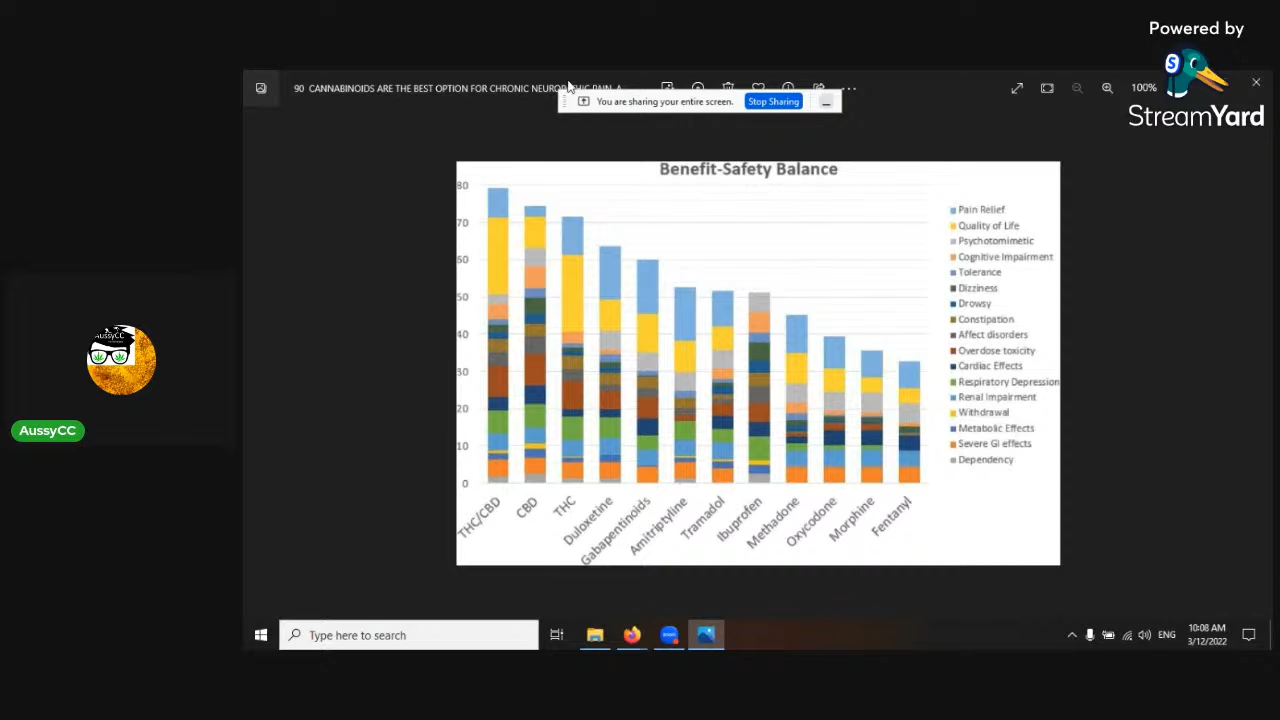 Powered by
StreamYard
90 CANNABINOIDS ARE THE BEST OPTION FOR CHRONIC
100%
You are sharing your entire screen.
Stop Sharing
Benefit-Safety Balance
80
70
60
50
40
30
20
10
0
THC/CBD
CBD
THC
Duloxetine
Gabapentinoids
Amitriptyline
Tramadol
Ibuprofen
Methadone
Oxycodone
Morphine
Fentanyl
Pain Relief
Quality of Life
Psychotomimetic
Cognitive Impairment
Tolerance
Dizziness
Drowsy
Constipation
Affect disorders
Overdose toxicity
Cardiac Effects
Respiratory Depression
Renal Impairment
Withdrawal
Metabolic Effects
Severe GI effects
Dependency
AussyCC
AussyCC
Type here to search
zoom
ENG
10:08 AM
3/12/2022